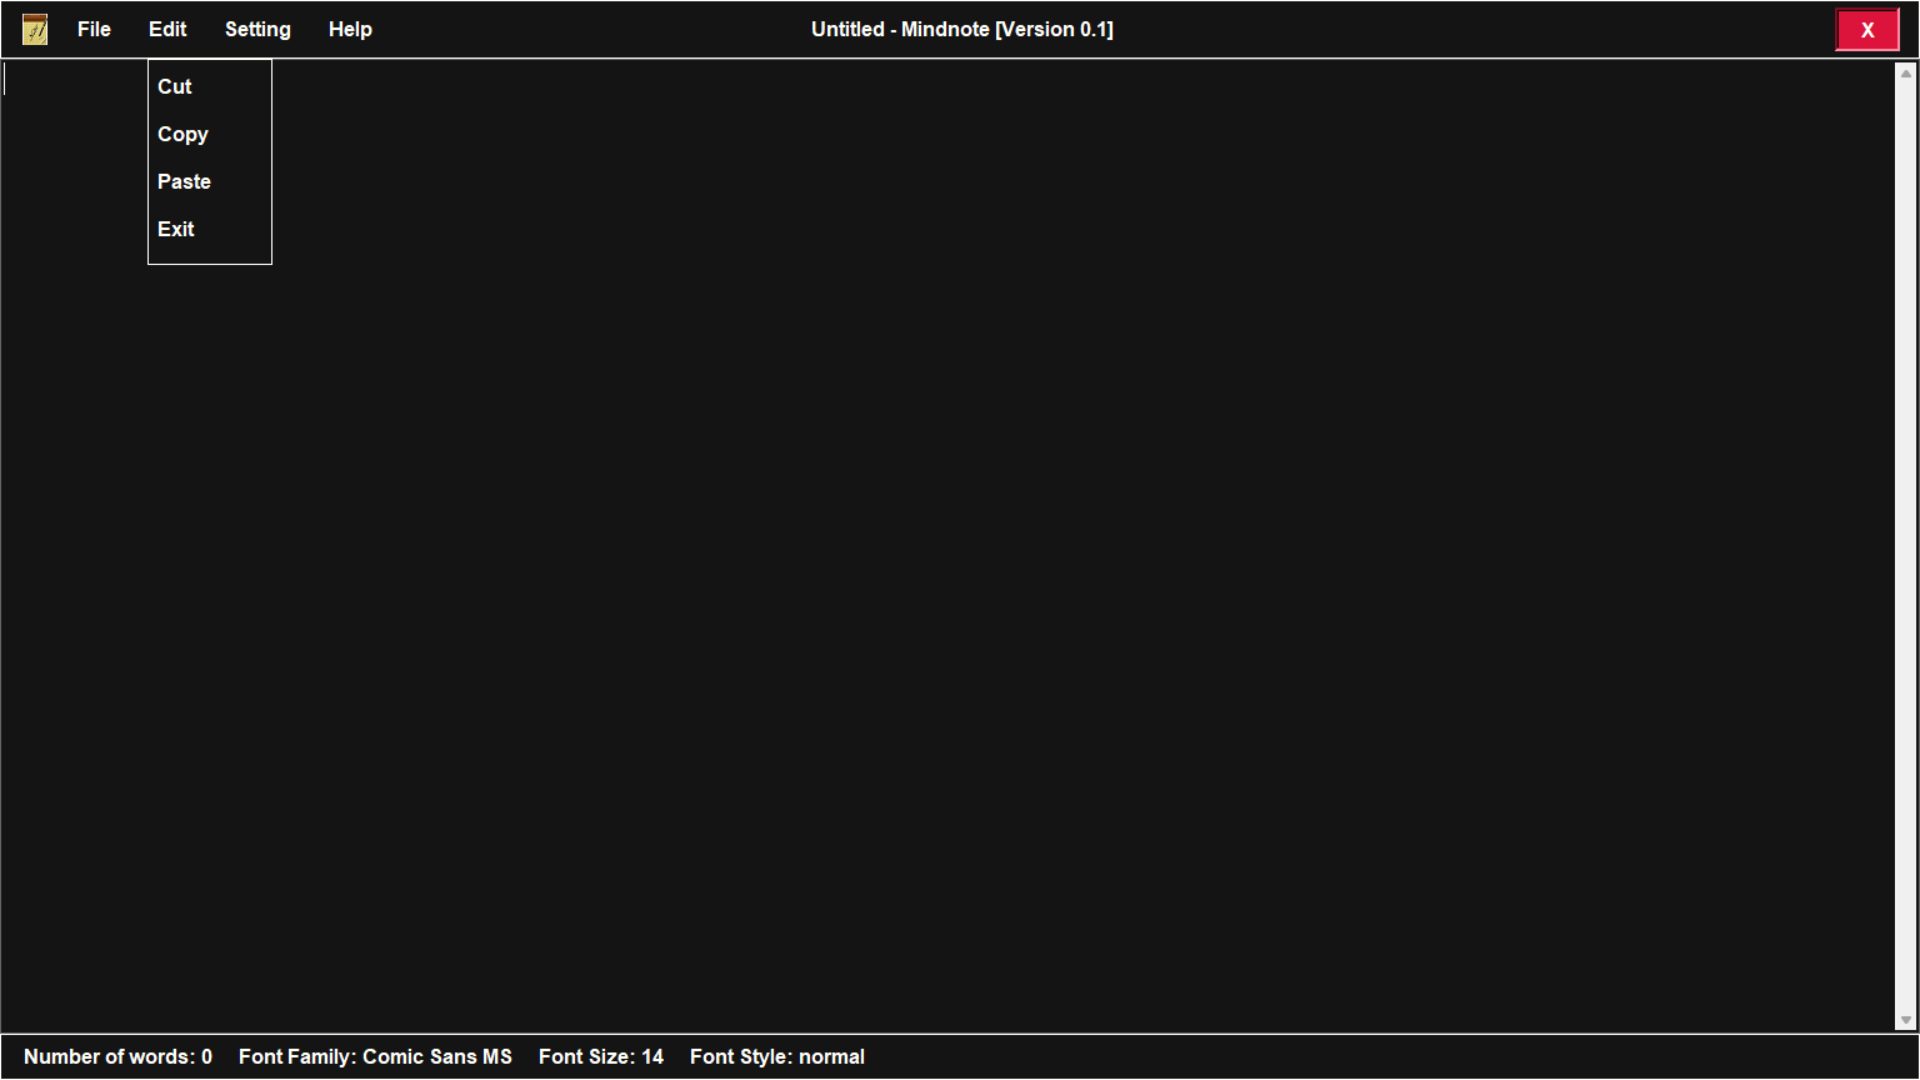 File Edit Setting Help Untitled - Mindnote [Version 0.1] X
Cut
Copy
Paste
Exit
Number of words: 0 Font Family: Comic Sans MS Font Size: 14 Font Style: normal